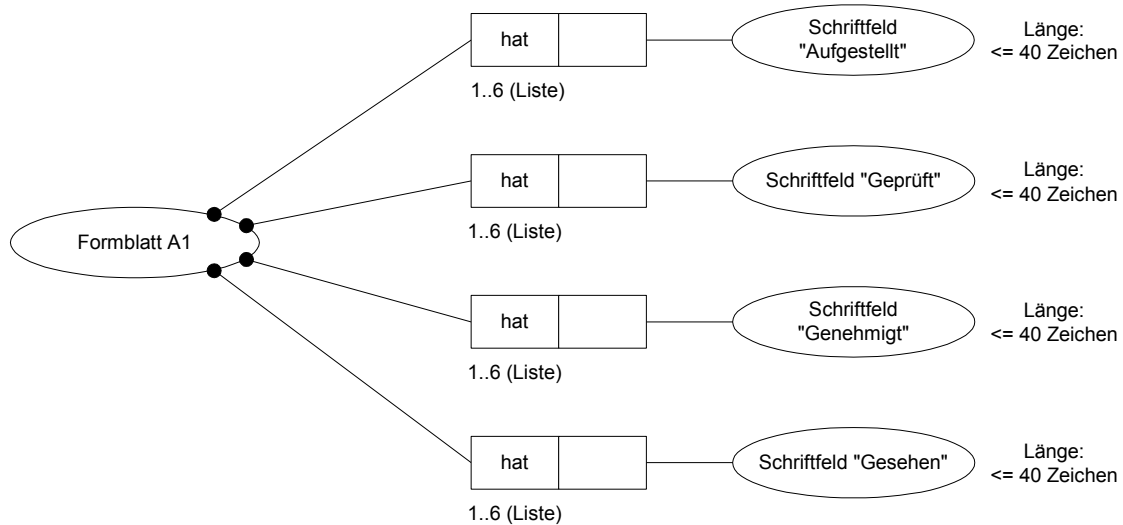 hat
Schriftfeld
"Aufgestellt"
Länge:
<= 40 Zeichen
1..6 (Liste)
hat
Schriftfeld "Geprüft"
Länge:
<= 40 Zeichen
1..6 (Liste)
Formblatt A1
hat
Schriftfeld
"Genehmigt"
Länge:
<= 40 Zeichen
1..6 (Liste)
hat
Schriftfeld "Gesehen"
Länge:
<= 40 Zeichen
1..6 (Liste)